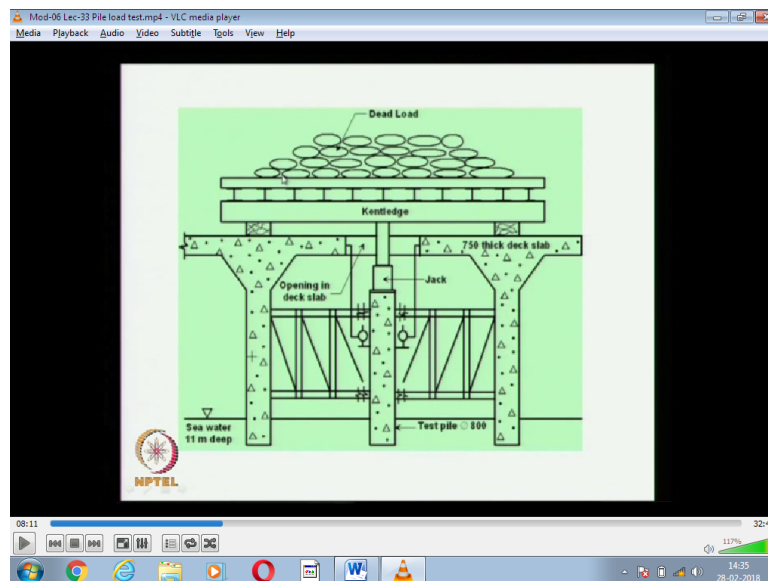 Mod-06 Lec-33 Pile load test.mp4 - VLC media player
Media Playback Audio Video Subtitle Tools View Help
Dead Load
Kentledge
750 thick deck slab
Opening in
deck slab
Jack
Sea water
11 m deep
Test pile ∅ 800
NPTEL
08:11
117%
W
14:35
28-02-2018